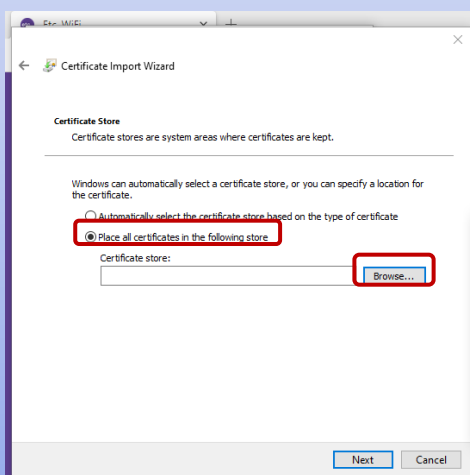 Etc-WiFi
Certificate Import Wizard
Certificate Store
Certificate stores are system areas where certificates are kept.
Windows can automatically select a certificate store, or you can specify a location for
the certificate.
Automatically select the certificate store based on the type of certificate
Place all certificates in the following store
Certificate store:
Browse...
Next
Cancel